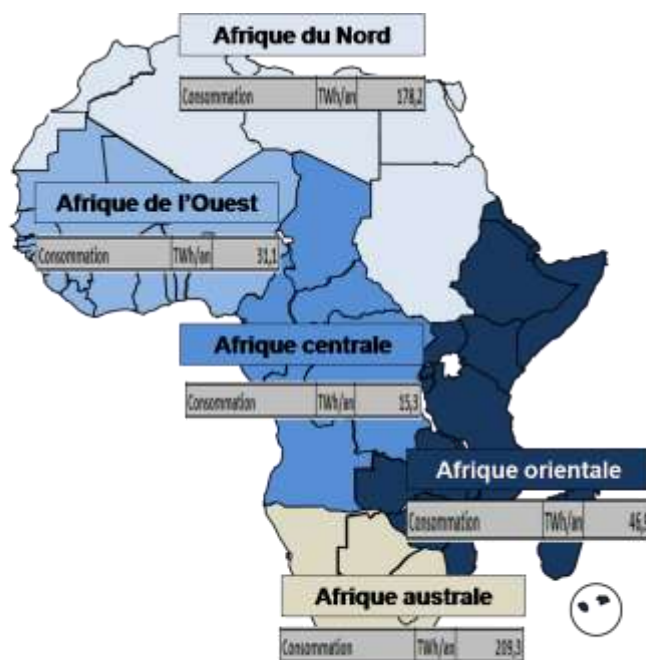 Afrique du Nord
Consommation TWh/an 178,2
Afrique de l'Ouest
Consommation TWh/an 31,1
Afrique centrale
Consommation TWh/an 15,3
Afrique orientale
Consommation TWh/an
Afrique australe
Consommation TWh/an 209,3